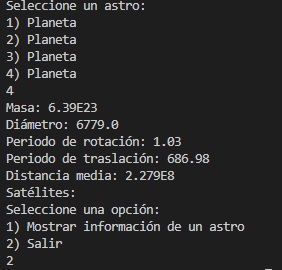 Seleccione un astro:
1) Planeta
2) Planeta
3) Planeta
4) Planeta
4
Masa: 6.39E23
Diámetro: 6779.0
Periodo de rotación: 1.03
Periodo de traslación: 686.98
Distancia media: 2.279E8
Satélites:
Seleccione una opción:
1) Mostrar información de un astro
2) Salir
2